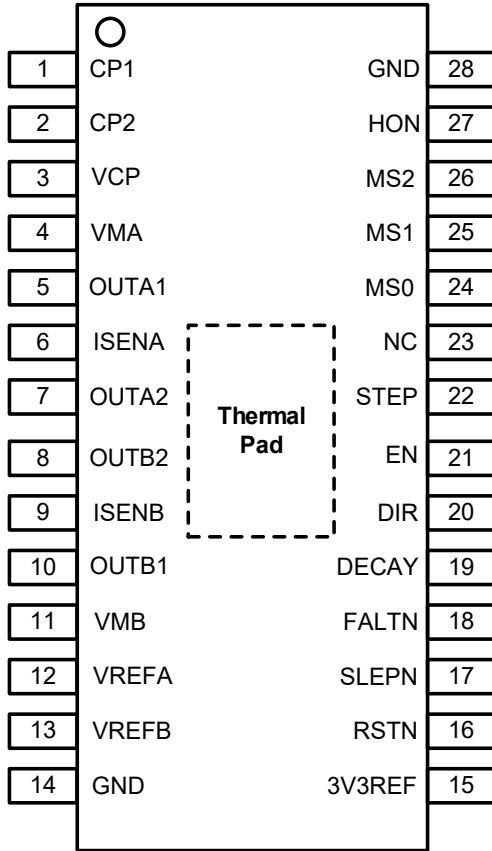 1 CP1 GND 28
2 CP2 HON 27
3 VCP MS2 26
4 VMA MS1 25
5 OUTA1 MS0 24
6 ISENA NC 23
7 OUTA2 STEP 22
Thermal
Pad
8 OUTB2 EN 21
9 ISENB DIR 20
10 OUTB1 DECAY 19
11 VMB FALTN 18
12 VREFA SLEPN 17
13 VREFB RSTN 16
14 GND 3V3REF 15